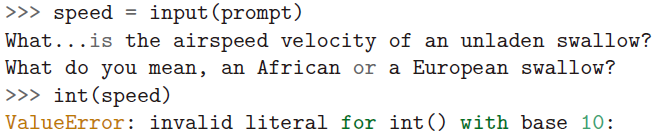 >>> speed = input(prompt)
What...is the airspeed velocity of an unladen swallow?
What do you mean, an African or a European swallow?
>>> int(speed)
ValueError: invalid literal for int() with base 10: